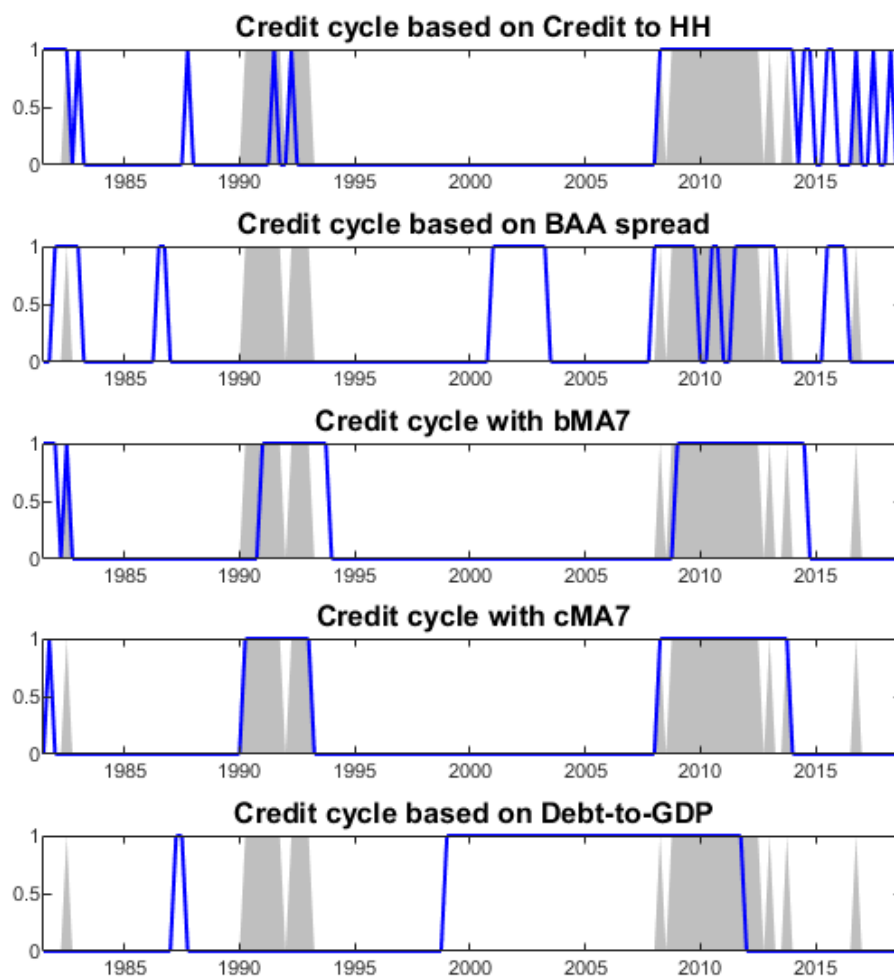 Credit cycle based on Credit to HH
1
0.5
0
1985 1990 1995 2000 2005 2010 2015
Credit cycle based on BAA spread
1
0.5
0
1985 1990 1995 2000 2005 2010 2015
Credit cycle with bMA7
1
0.5
0
1985 1990 1995 2000 2005 2010 2015
Credit cycle with cMA7
1
0.5
0
1985 1990 1995 2000 2005 2010 2015
Credit cycle based on Debt-to-GDP
1
0.5
0
1985 1990 1995 2000 2005 2010 2015